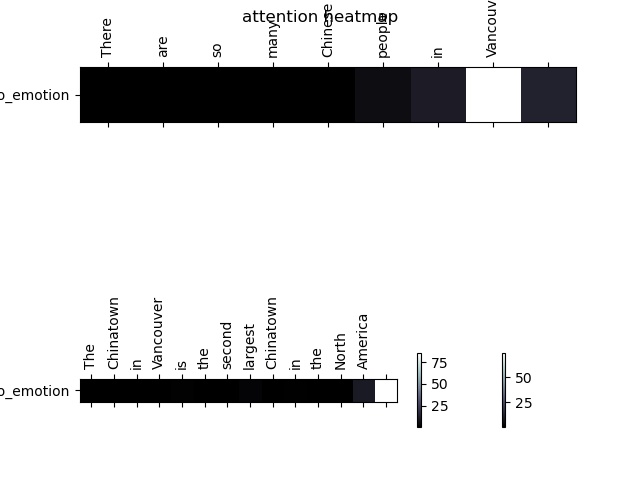 attention heatmap
There are so many Chinese people in Vancouv
o_emotion
The Chinatown in Vancouver is the second largest Chinatown in the North America
o_emotion
75
50
25
50
25